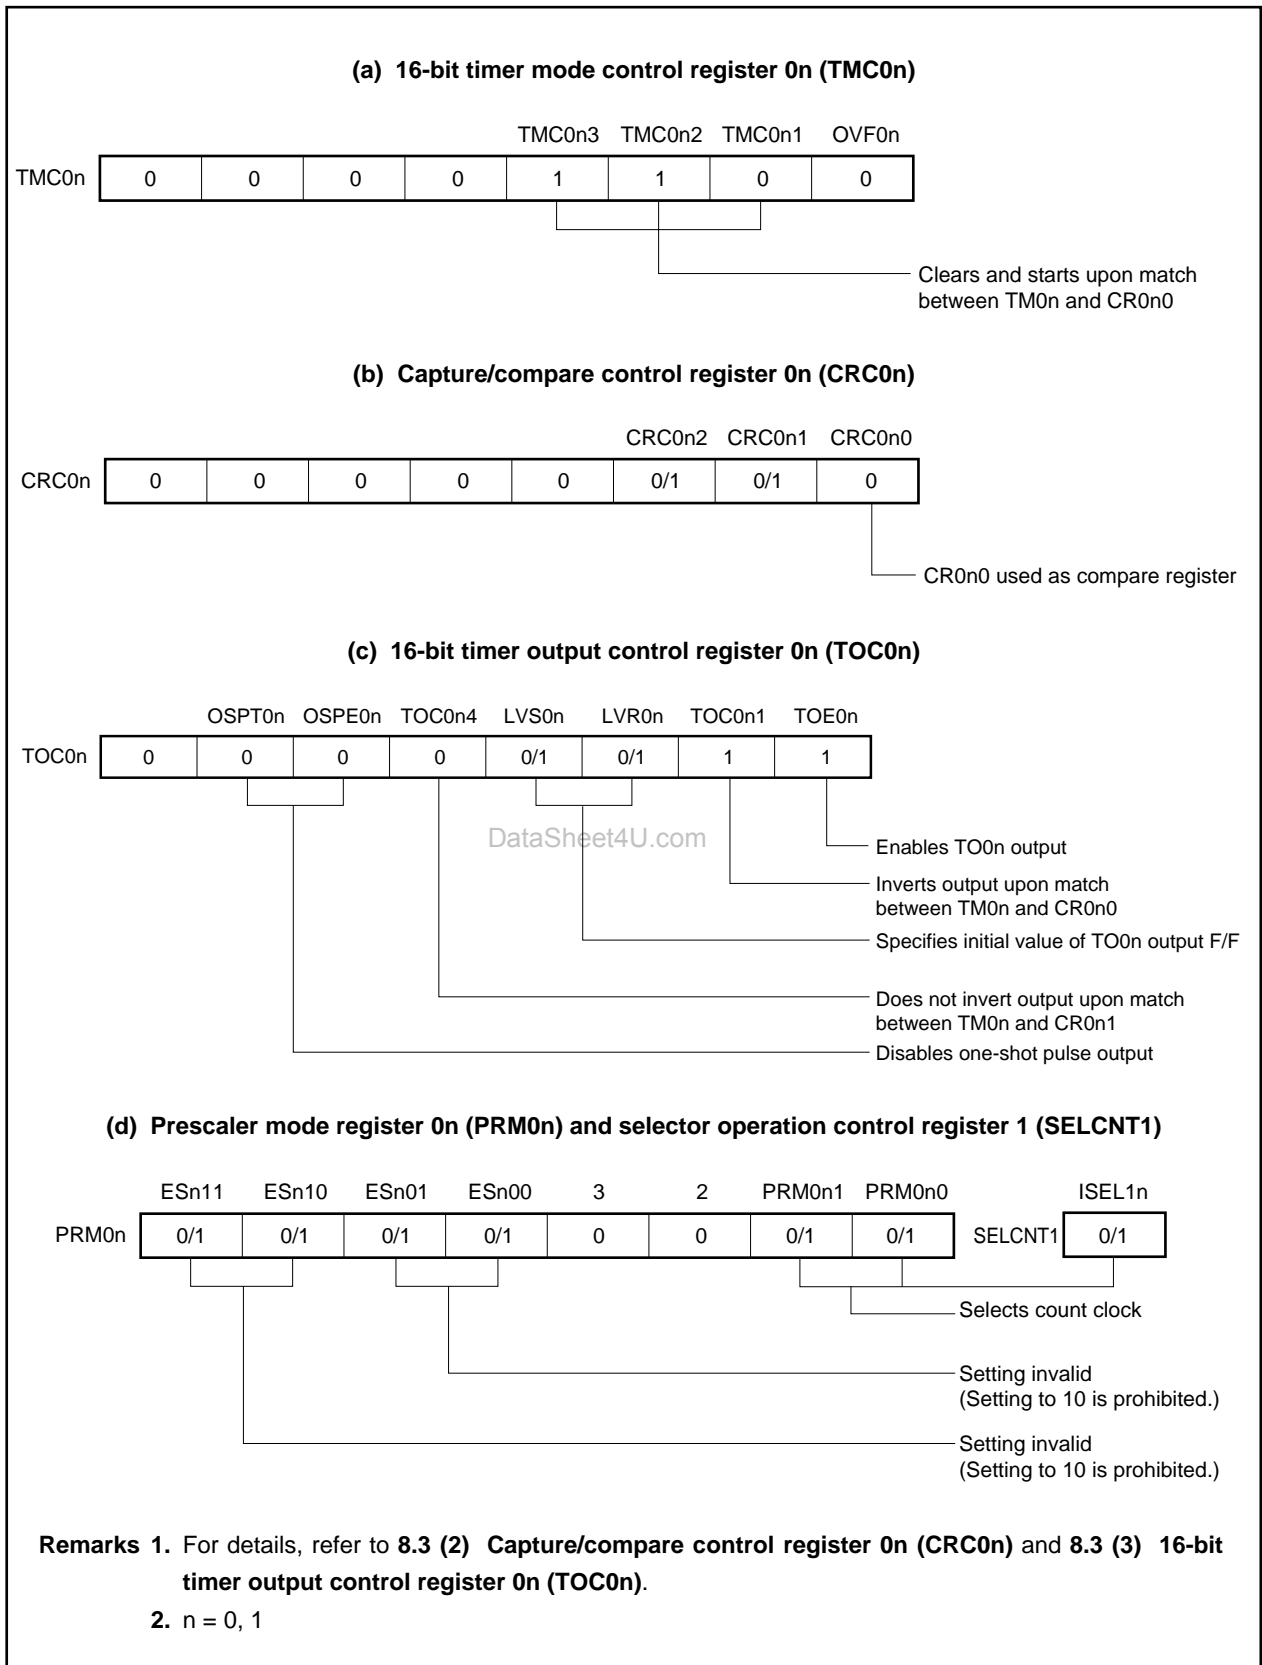 (a) 16-bit timer mode control register 0n (TMC0n)
TMC0n3 TMC0n2 TMC0n1 OVF0n
TMC0n 0 0 0 0 1 1 0 0
Clears and starts upon match
between TM0n and CR0n0
(b) Capture/compare control register 0n (CRC0n)
CRC0n2 CRC0n1 CRC0n0
CRC0n 0 0 0 0 0 0/1 0/1 0
CR0n0 used as compare register
(c) 16-bit timer output control register 0n (TOC0n)
OSPT0n OSPE0n TOC0n4 LVS0n LVR0n TOC0n1 TOE0n
TOC0n 0 0 0 0 0/1 0/1 1 1
DataSheet4U.com
Enables TO0n output
Inverts output upon match
between TM0n and CR0n0
Specifies initial value of TO0n output F/F
Does not invert output upon match
between TM0n and CR0n1
Disables one-shot pulse output
(d) Prescaler mode register 0n (PRM0n) and selector operation control register 1 (SELCNT1)
ESn11 ESn10 ESn01 ESn00 3 2 PRM0n1 PRM0n0 ISEL1n
PRM0n 0/1 0/1 0/1 0/1 0 0 0/1 0/1 SELCNT1 0/1
Selects count clock
Setting invalid
(Setting to 10 is prohibited.)
Setting invalid
(Setting to 10 is prohibited.)
Remarks 1. For details, refer to 8.3 (2) Capture/compare control register 0n (CRC0n) and 8.3 (3) 16-bit
timer output control register 0n (TOC0n).
2. n = 0, 1